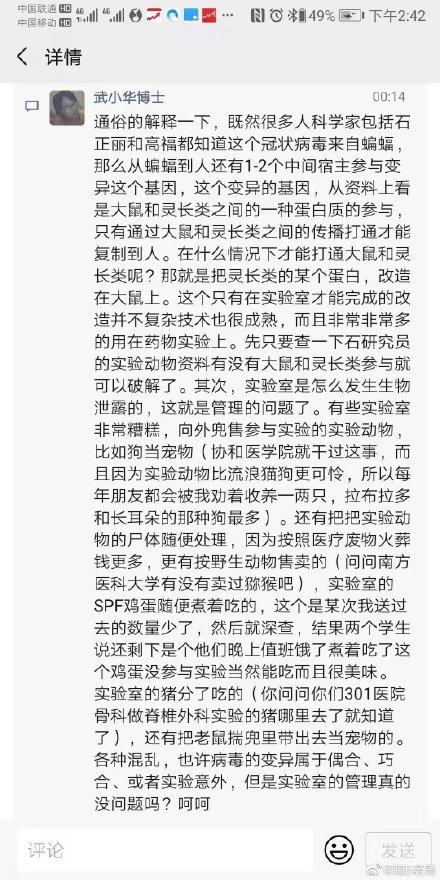 中国联通 HD 4G 4G 49% 下午2:42
中国移动 HD
详情
武小华博士 00:14
通俗的解释一下，既然很多人科学家包括石
正丽和高福都知道这个冠状病毒来自蝙蝠，
那么从蝙蝠到人还有1-2个中间宿主参与变
异这个基因，这个变异的基因，从资料上看
是大鼠和灵长类之间的一种蛋白质的参与，
只有通过大鼠和灵长类之间的传播打通才能
复制到人。在什么情况下才能打通大鼠和灵
长类呢？那就是把灵长类的某个蛋白，改造
在大鼠上。这个只有在实验室才能完成的改
造并不复杂技术也很成熟，而且非常非常多
的用在药物实验上。先只要查一下石研究员
的实验动物资料有没有大鼠和灵长类参与就
可以破解了。其次，实验室是怎么发生生物
泄露的，这就是管理的问题了。有些实验室
非常糟糕，向外兜售参与实验的实验动物，
比如狗当宠物（协和医学院就干过这事，而
且因为实验动物比流浪猫狗更可怜，所以每
年朋友都会被我劝着收养一两只，拉布拉多
和长耳朵的那种狗最多）。还有把把实验动
物的尸体随便处理，因为按照医疗废物火葬
钱更多，更有按野生动物售卖的（问问南方
医科大学有没有卖过猕猴吧），实验室的
SPF鸡蛋随便煮着吃的，这个是某次我送过
去的数量少了，然后就深查，结果两个学生
说还剩下是个他们晚上值班饿了煮着吃了这
个鸡蛋没参与实验当然能吃而且很美味。
实验室的猪分了吃的（你问问你们301医院
骨科做脊椎外科实验的猪哪里去了就知道
了），还有把老鼠揣兜里带出去当宠物的。
各种混乱，也许病毒的变异属于偶合、巧
合、或者实验意外，但是实验室的管理真的
没问题吗？呵呵
评论
发送